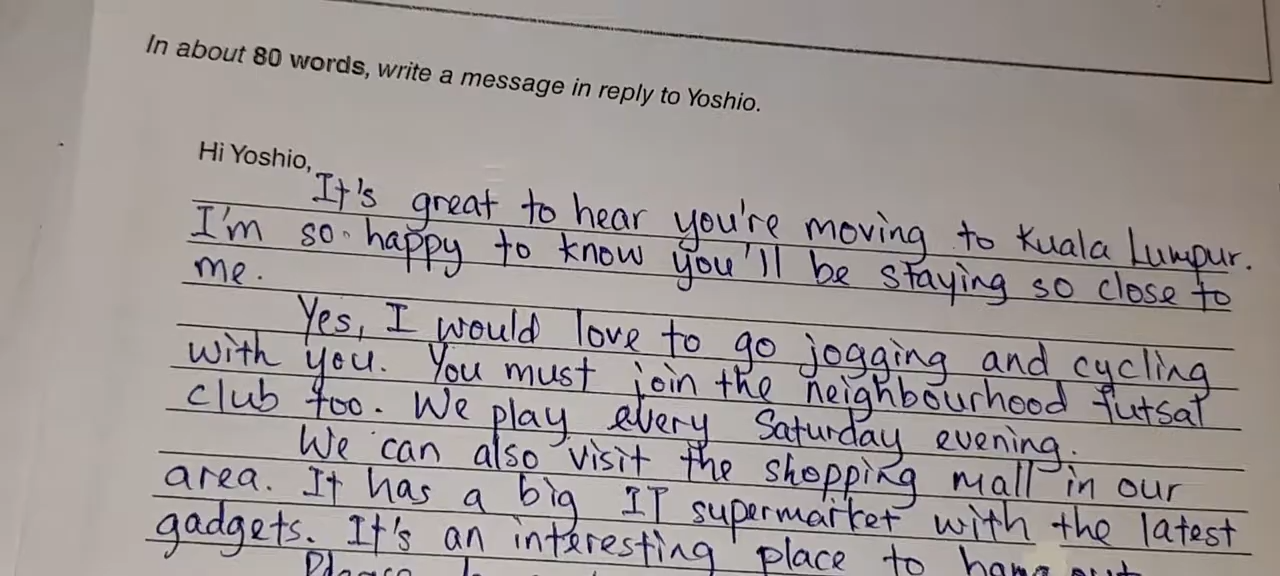 In about 80 words, write a message in reply to Yoshio.
Hi Yoshio,
It's great to hear you're moving to Kuala Lumpur.
I'm so happy to know you'll be staying so close to
me.
Yes, I would love to go jogging and cycling
with you. You must join the neighbourhood futsal
club too. We play every Saturday evening.
We can also visit the shopping mall in our
area. It has a big IT supermarket with the latest
gadgets. It's an interesting place to hang out